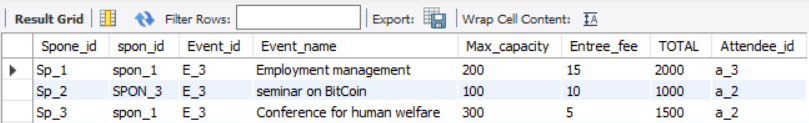 Result Grid Filter Rows: Export: Wrap Cell Content: IA
Spone_id spon_id Event_id Event_name Max_capacity Entree_fee TOTAL Attendee_id
Sp_1 spon_1 E_3 Employment management 200 15 2000 a_3
Sp_2 SPON_3 E_3 seminar on BitCoin 100 10 1000 a_2
Sp_3 spon_1 E_3 Conference for human welfare 300 5 1500 a_2